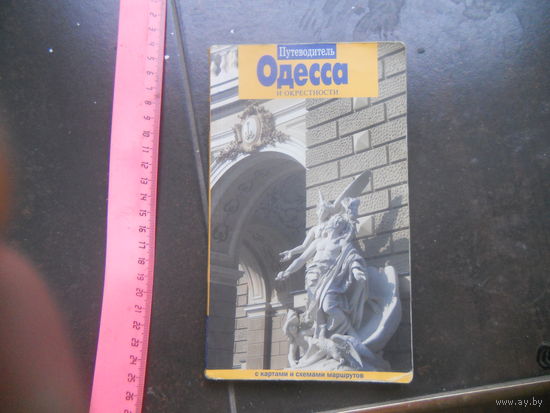 Путеводитель
Одесса
И ОКРЕСТНОСТИ
с картами и схемами маршрутов
www.ay.by